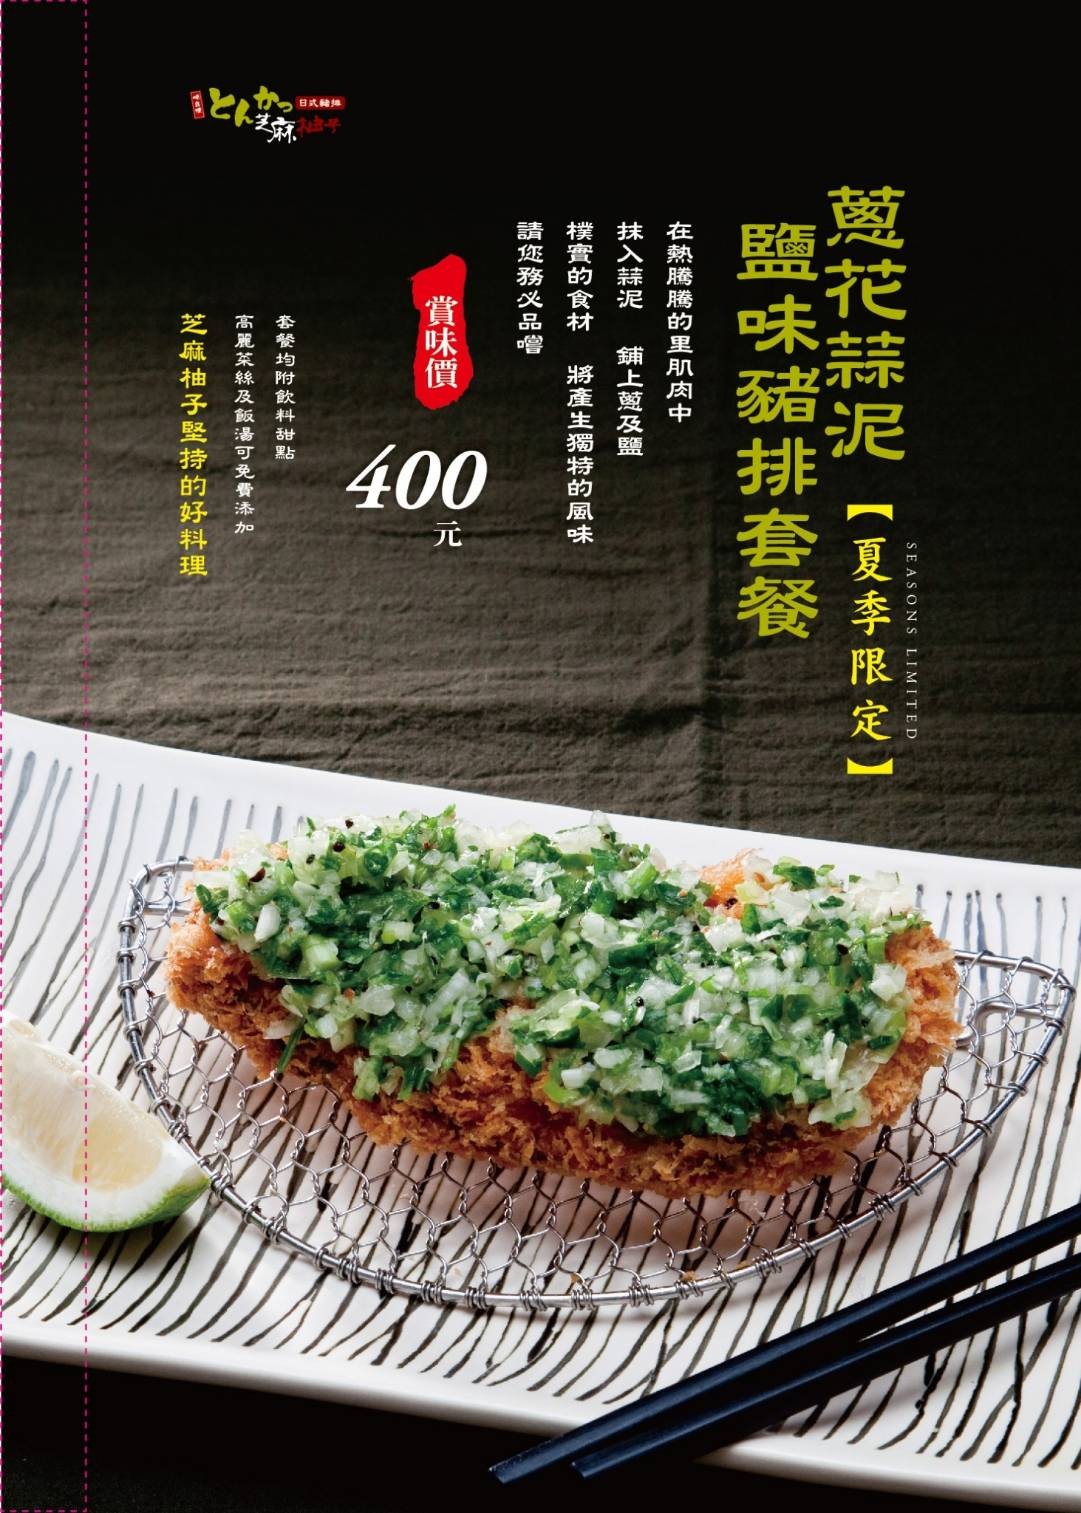 蔥花蒜泥
鹽味豬排套餐
【夏季限定】
SEASONS LIMITED
在熱騰騰的里肌肉中
抹入蒜泥　鋪上蔥及鹽
樸實的食材　將產生獨特的風味
請您務必品嚐
賞味價
400
元
套餐均附飲料甜點
高麗菜絲及飯湯可免費添加
芝麻柚子堅持的好料理
とんかつ
日式豬排
芝麻柚子